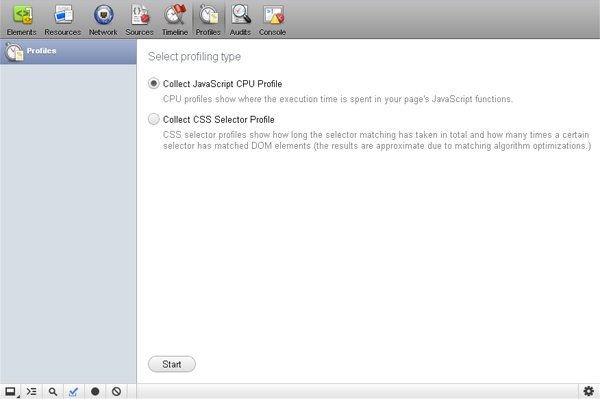 Elements Resources Network Sources Timeline Profiles Audits Console
Profiles
Select profiling type
Collect JavaScript CPU Profile
CPU profiles show where the execution time is spent in your page's JavaScript functions.
Collect CSS Selector Profile
CSS selector profiles show how long the selector matching has taken in total and how many times a certain
selector has matched DOM elements (the results are approximate due to matching algorithm optimizations.)
Start